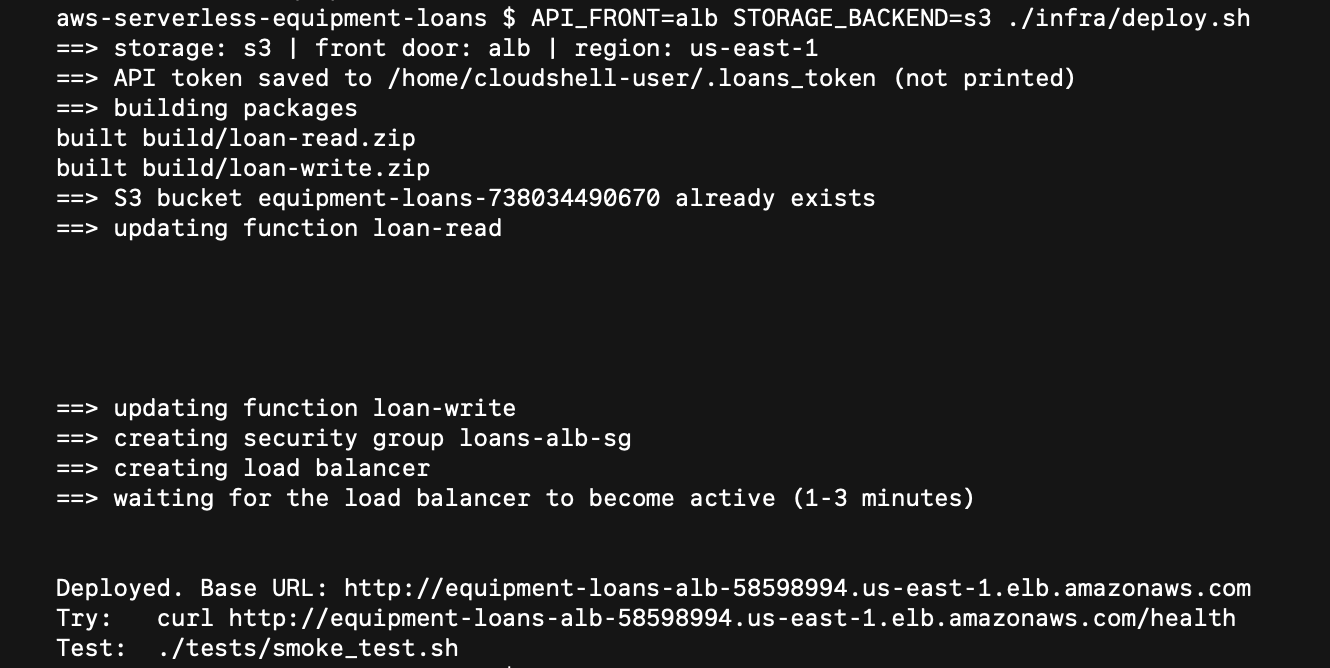 aws-serverless-equipment-loans $ API_FRONT=alb STORAGE_BACKEND=s3 ./infra/deploy.sh
==> storage: s3 | front door: alb | region: us-east-1
==> API token saved to /home/cloudshell-user/.loans_token (not printed)
==> building packages
built build/loan-read.zip
built build/loan-write.zip
==> S3 bucket equipment-loans-738034490670 already exists
==> updating function loan-read
==> updating function loan-write
==> creating security group loans-alb-sg
==> creating load balancer
==> waiting for the load balancer to become active (1-3 minutes)
Deployed. Base URL: http://equipment-loans-alb-58598994.us-east-1.elb.amazonaws.com
Try:   curl http://equipment-loans-alb-58598994.us-east-1.elb.amazonaws.com/health
Test:  ./tests/smoke_test.sh